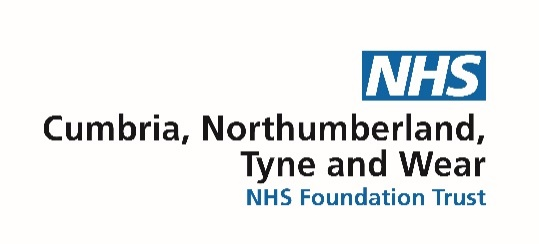 NHS
Cumbria, Northumberland,
Tyne and Wear
NHS Foundation Trust